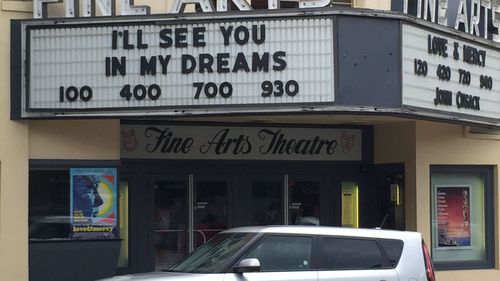 FINE ARTS
FINE ARTS
I'LL SEE YOU
IN MY DREAMS
100 400 700 930
LOVE & MERCY
120 420 720 930
JOHN CUSACK
Fine Arts Theatre
love&mercy